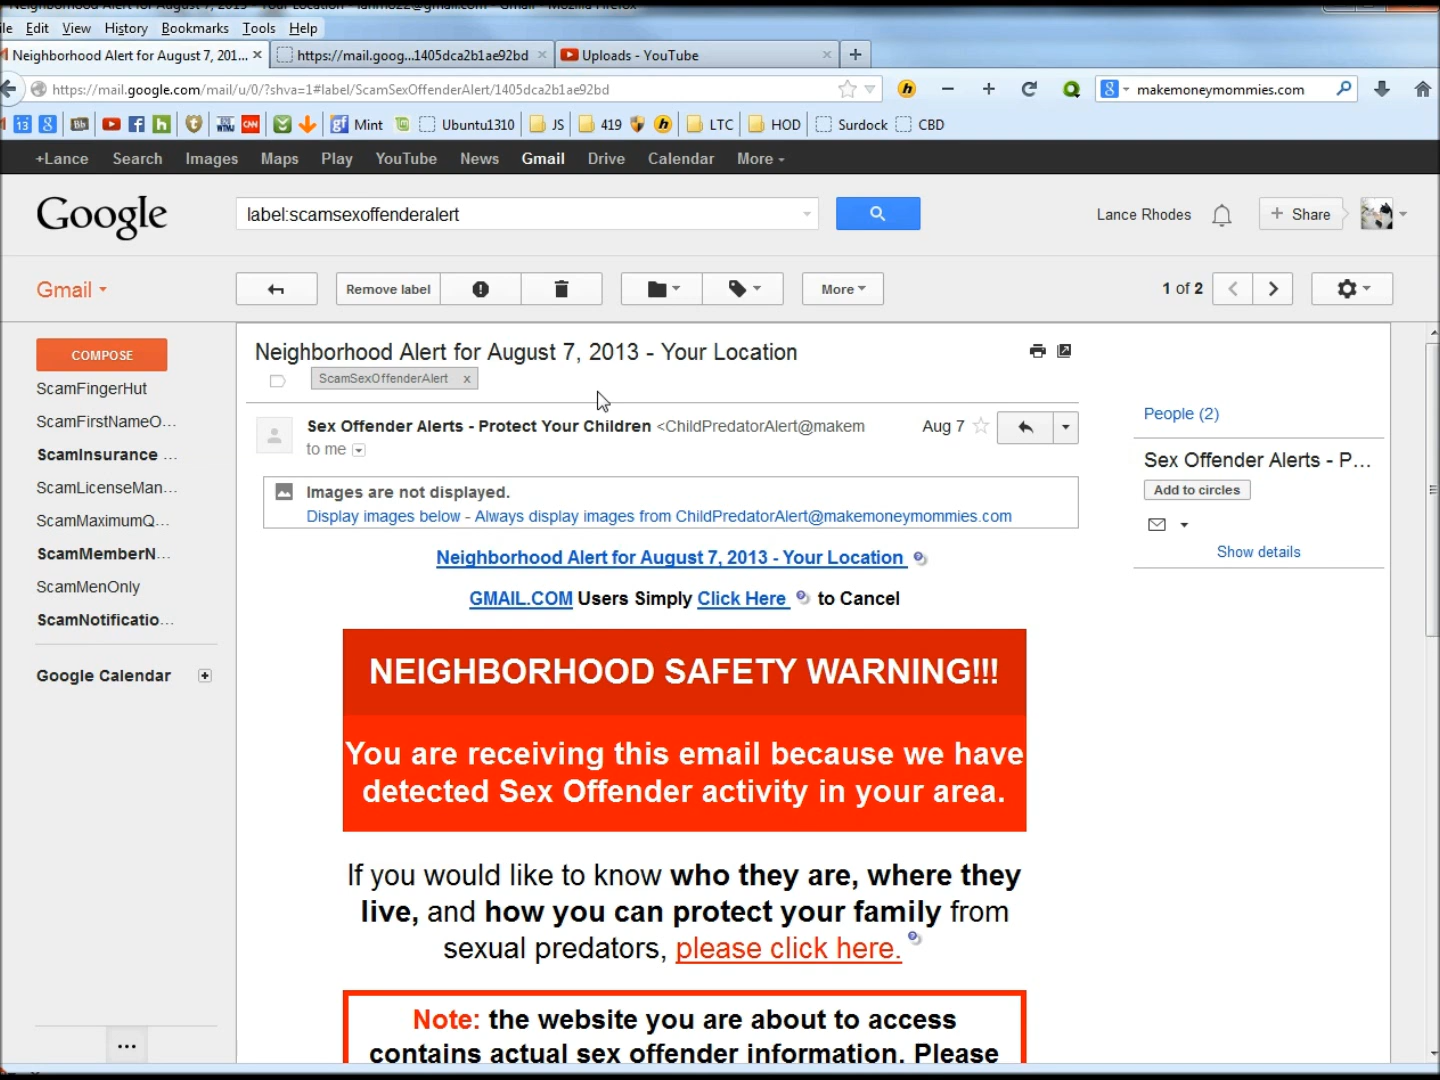 ile Edit View History Bookmarks Tools Help
Neighborhood Alert for August 7, 201... × https://mail.goog...1405dca2b1ae92bd × Uploads - YouTube × +
https://mail.google.com/mail/u/0/?shva=1#label/ScamSexOffenderAlert/1405dca2b1ae92bd makemoneymommies.com
13 8 Bb f h CNN gf Mint Ubuntu1310 JS 419 h LTC HOD Surdock CBD
+Lance Search Images Maps Play YouTube News Gmail Drive Calendar More
Google label:scamsexoffenderalert Lance Rhodes + Share
Gmail Remove label More 1 of 2
COMPOSE
ScamFingerHut
ScamFirstNameO...
ScamInsurance ...
ScamLicenseMan...
ScamMaximumQ...
ScamMemberN...
ScamMenOnly
ScamNotificatio...
Google Calendar +
...
Neighborhood Alert for August 7, 2013 - Your Location
ScamSexOffenderAlert x
Sex Offender Alerts - Protect Your Children <ChildPredatorAlert@makem Aug 7
to me
Images are not displayed.
Display images below - Always display images from ChildPredatorAlert@makemoneymommies.com
Neighborhood Alert for August 7, 2013 - Your Location
GMAIL.COM Users Simply Click Here to Cancel
NEIGHBORHOOD SAFETY WARNING!!!
You are receiving this email because we have
detected Sex Offender activity in your area.
If you would like to know who they are, where they
live, and how you can protect your family from
sexual predators, please click here.
Note: the website you are about to access
contains actual sex offender information. Please
People (2)
Sex Offender Alerts - P...
Add to circles
Show details